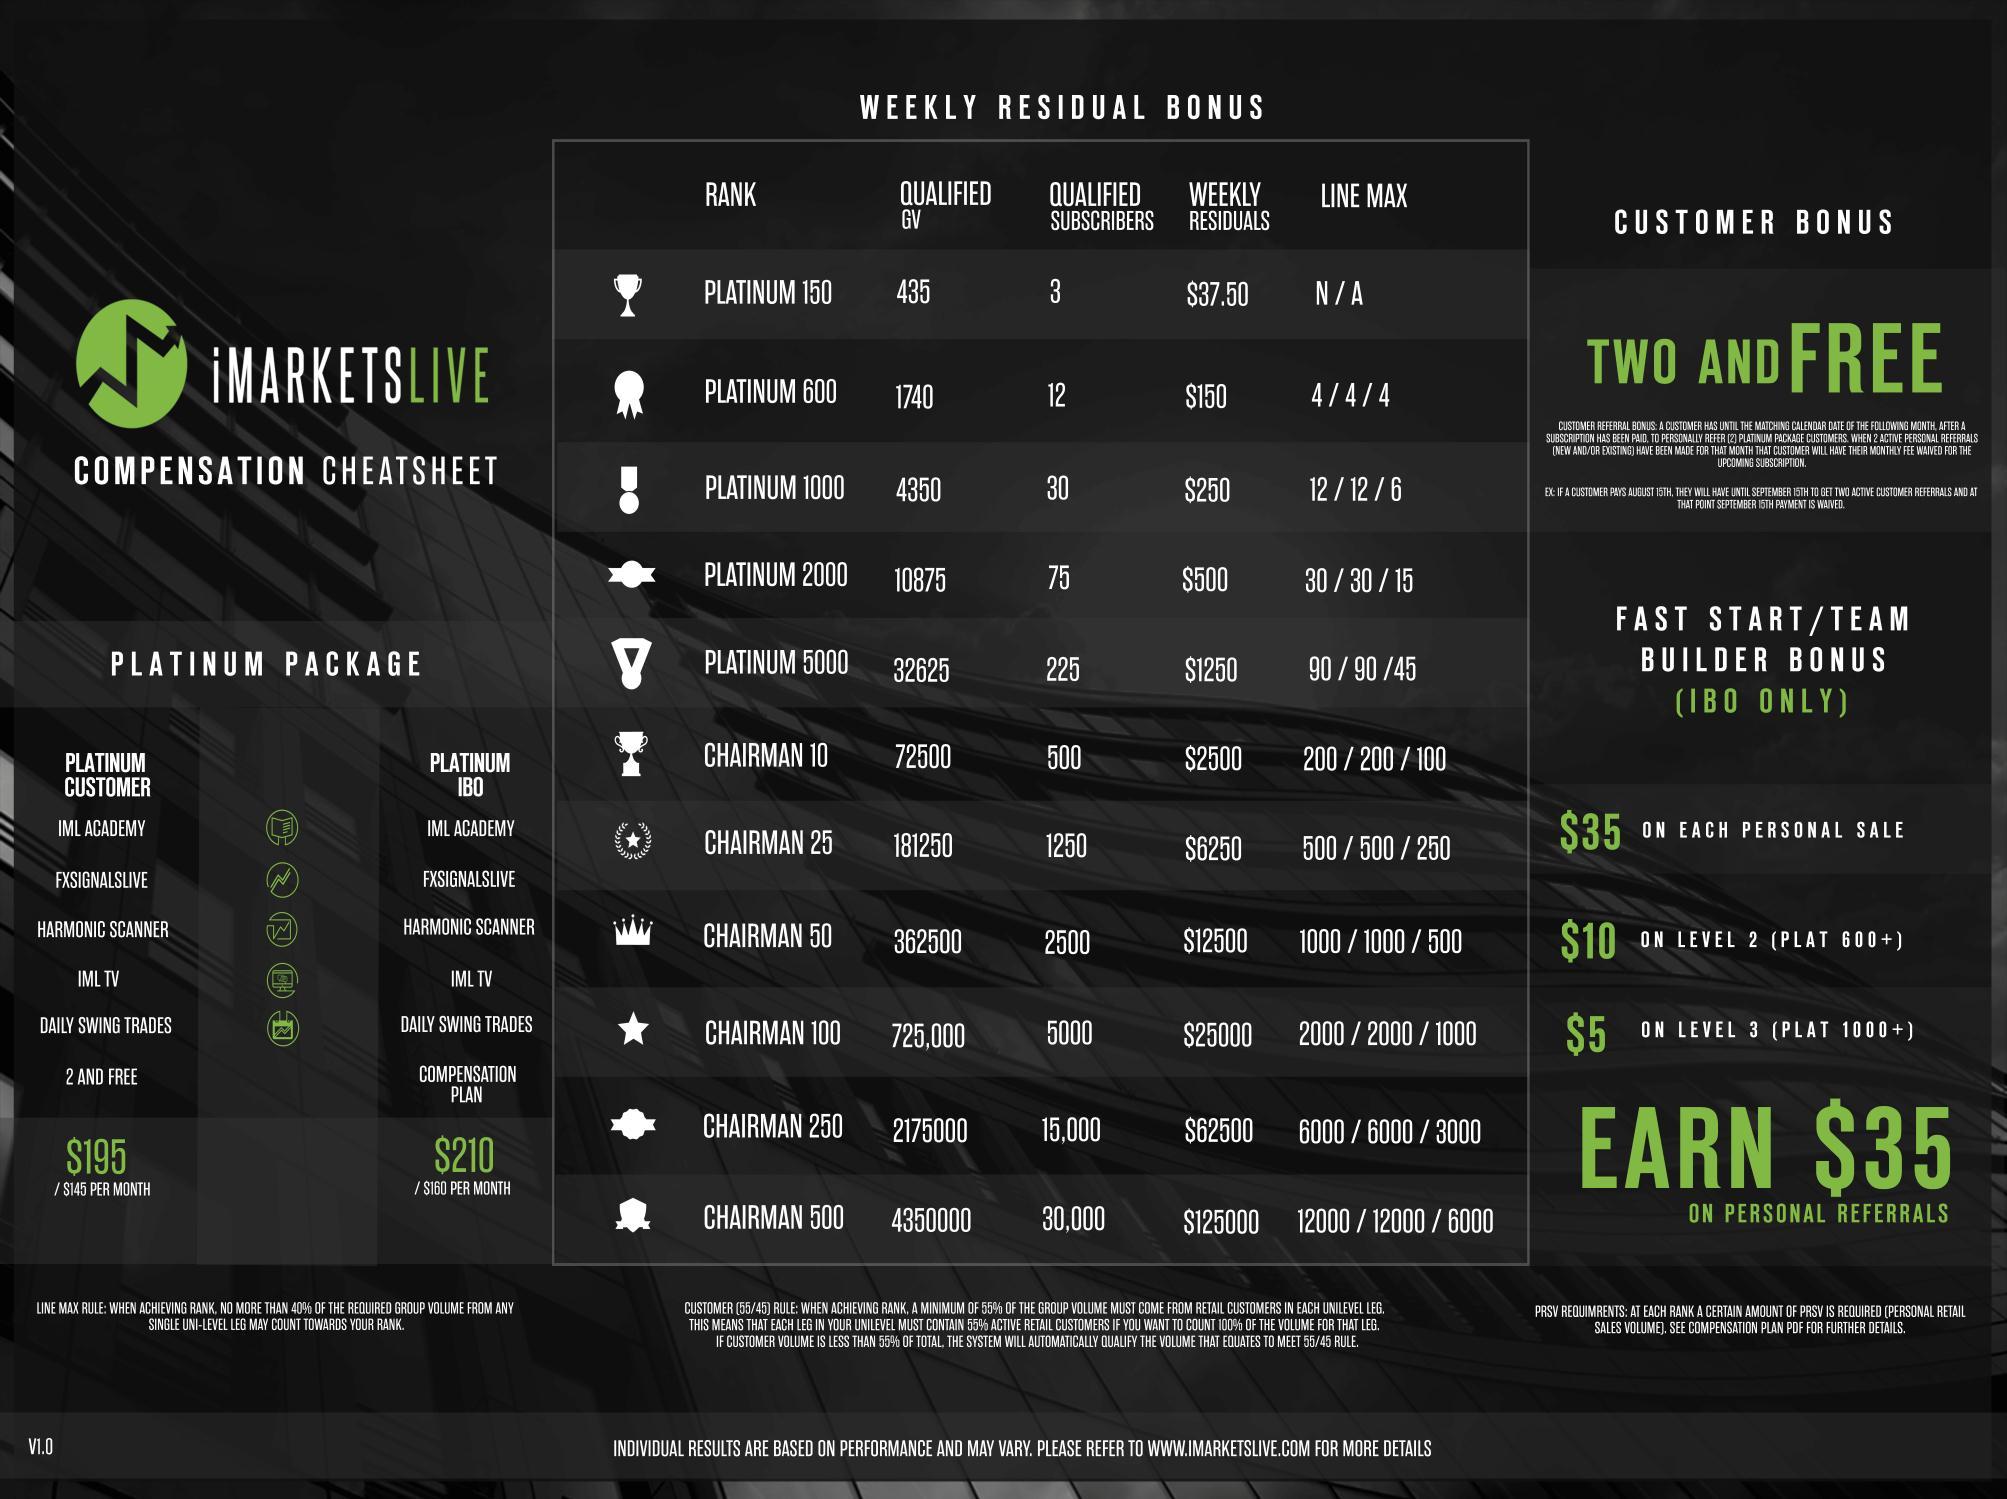 WEEKLY RESIDUAL BONUS
iMARKETSLIVE
COMPENSATION CHEATSHEET
PLATINUM PACKAGE
PLATINUM
CUSTOMER
IML ACADEMY
FXSIGNALSLIVE
HARMONIC SCANNER
IML TV
DAILY SWING TRADES
2 AND FREE
$195
/ $145 PER MONTH
PLATINUM
IBO
IML ACADEMY
FXSIGNALSLIVE
HARMONIC SCANNER
IML TV
DAILY SWING TRADES
COMPENSATION
PLAN
$210
/ $160 PER MONTH
RANK QUALIFIED GV QUALIFIED SUBSCRIBERS WEEKLY RESIDUALS LINE MAX
PLATINUM 150 435 3 $37.50 N / A
PLATINUM 600 1740 12 $150 4 / 4 / 4
PLATINUM 1000 4350 30 $250 12 / 12 / 6
PLATINUM 2000 10875 75 $500 30 / 30 / 15
PLATINUM 5000 32625 225 $1250 90 / 90 /45
CHAIRMAN 10 72500 500 $2500 200 / 200 / 100
CHAIRMAN 25 181250 1250 $6250 500 / 500 / 250
CHAIRMAN 50 362500 2500 $12500 1000 / 1000 / 500
CHAIRMAN 100 725,000 5000 $25000 2000 / 2000 / 1000
CHAIRMAN 250 2175000 15,000 $62500 6000 / 6000 / 3000
CHAIRMAN 500 4350000 30,000 $125000 12000 / 12000 / 6000
CUSTOMER BONUS
TWO AND FREE
CUSTOMER REFERRAL BONUS: A CUSTOMER HAS UNTIL THE MATCHING CALENDAR DATE OF THE FOLLOWING MONTH, AFTER A
SUBSCRIPTION HAS BEEN PAID, TO PERSONALLY REFER (2) PLATINUM PACKAGE CUSTOMERS. WHEN 2 ACTIVE PERSONAL REFERRALS
(NEW AND/OR EXISTING) HAVE BEEN MADE FOR THAT MONTH THAT CUSTOMER WILL HAVE THEIR MONTHLY FEE WAIVED FOR THE
UPCOMING SUBSCRIPTION.
EX: IF A CUSTOMER PAYS AUGUST 15TH, THEY WILL HAVE UNTIL SEPTEMBER 15TH TO GET TWO ACTIVE CUSTOMER REFERRALS AND AT
THAT POINT SEPTEMBER 15TH PAYMENT IS WAIVED.
FAST START/TEAM
BUILDER BONUS
(IBO ONLY)
$35 ON EACH PERSONAL SALE
$10 ON LEVEL 2 (PLAT 600+)
$5 ON LEVEL 3 (PLAT 1000+)
EARN $35
ON PERSONAL REFERRALS
LINE MAX RULE: WHEN ACHIEVING RANK, NO MORE THAN 40% OF THE REQUIRED GROUP VOLUME FROM ANY
SINGLE UNI-LEVEL LEG MAY COUNT TOWARDS YOUR RANK.
CUSTOMER (55/45) RULE: WHEN ACHIEVING RANK, A MINIMUM OF 55% OF THE GROUP VOLUME MUST COME FROM RETAIL CUSTOMERS IN EACH UNILEVEL LEG.
THIS MEANS THAT EACH LEG IN YOUR UNILEVEL MUST CONTAIN 55% ACTIVE RETAIL CUSTOMERS IF YOU WANT TO COUNT 100% OF THE VOLUME FOR THAT LEG.
IF CUSTOMER VOLUME IS LESS THAN 55% OF TOTAL, THE SYSTEM WILL AUTOMATICALLY QUALIFY THE VOLUME THAT EQUATES TO MEET 55/45 RULE.
PRSV REQUIMRENTS: AT EACH RANK A CERTAIN AMOUNT OF PRSV IS REQUIRED (PERSONAL RETAIL
SALES VOLUME). SEE COMPENSATION PLAN PDF FOR FURTHER DETAILS.
V1.0
INDIVIDUAL RESULTS ARE BASED ON PERFORMANCE AND MAY VARY. PLEASE REFER TO WWW.IMARKETSLIVE.COM FOR MORE DETAILS